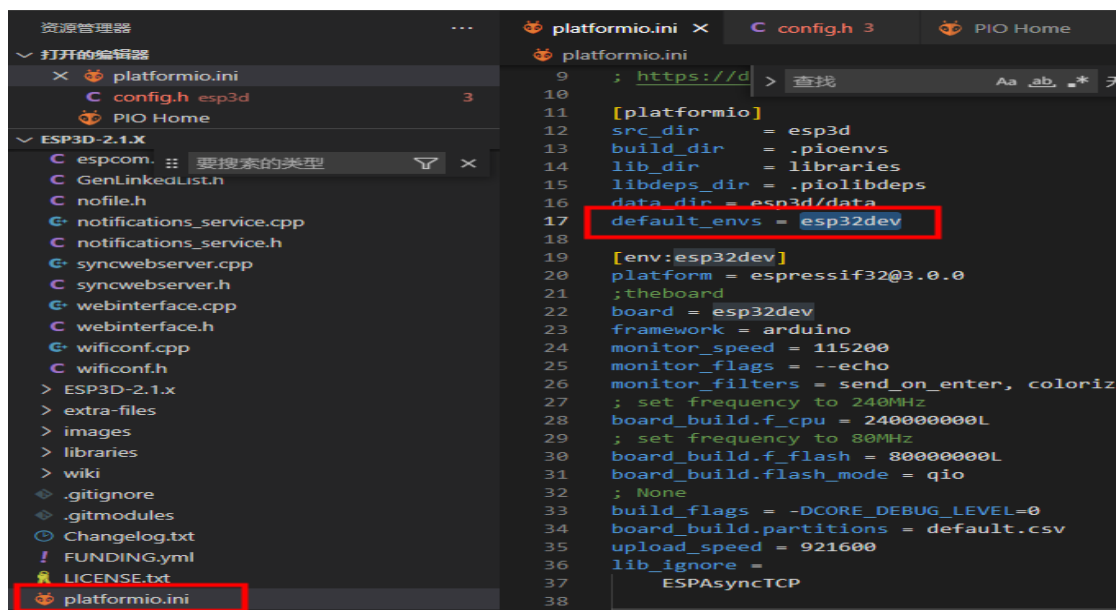 资源管理器
打开的编辑器
platformio.ini
config.h esp3d 3
PIO Home
ESP3D-2.1.X
espcom.
要搜索的类型
GenLinkedList.h
nofile.h
notifications_service.cpp
notifications_service.h
syncwebserver.cpp
syncwebserver.h
webinterface.cpp
webinterface.h
wificonf.cpp
wificonf.h
ESP3D-2.1.x
extra-files
images
libraries
wiki
.gitignore
.gitmodules
Changelog.txt
FUNDING.yml
LICENSE.txt
platformio.ini
platformio.ini config.h 3 PIO Home
platformio.ini
查找 Aa ab
9 ; https://d
10
11 [platformio]
12 src_dir = esp3d
13 build_dir = .pioenvs
14 lib_dir = libraries
15 libdeps_dir = .piolibdeps
16 data_dir = esp3d/data
17 default_envs = esp32dev
18
19 [env:esp32dev]
20 platform = espressif32@3.0.0
21 ;theboard
22 board = esp32dev
23 framework = arduino
24 monitor_speed = 115200
25 monitor_flags = --echo
26 monitor_filters = send_on_enter, coloriz
27 ; set frequency to 240MHz
28 board_build.f_cpu = 240000000L
29 ; set frequency to 80MHz
30 board_build.f_flash = 80000000L
31 board_build.flash_mode = qio
32 ; None
33 build_flags = -DCORE_DEBUG_LEVEL=0
34 board_build.partitions = default.csv
35 upload_speed = 921600
36 lib_ignore =
37 ESPAsyncTCP
38